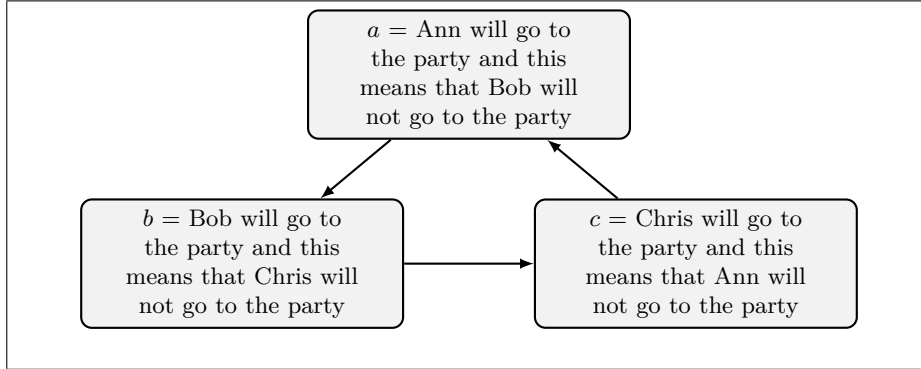 a = Ann will go to
the party and this
means that Bob will
not go to the party
b = Bob will go to
the party and this
means that Chris will
not go to the party
c = Chris will go to
the party and this
means that Ann will
not go to the party